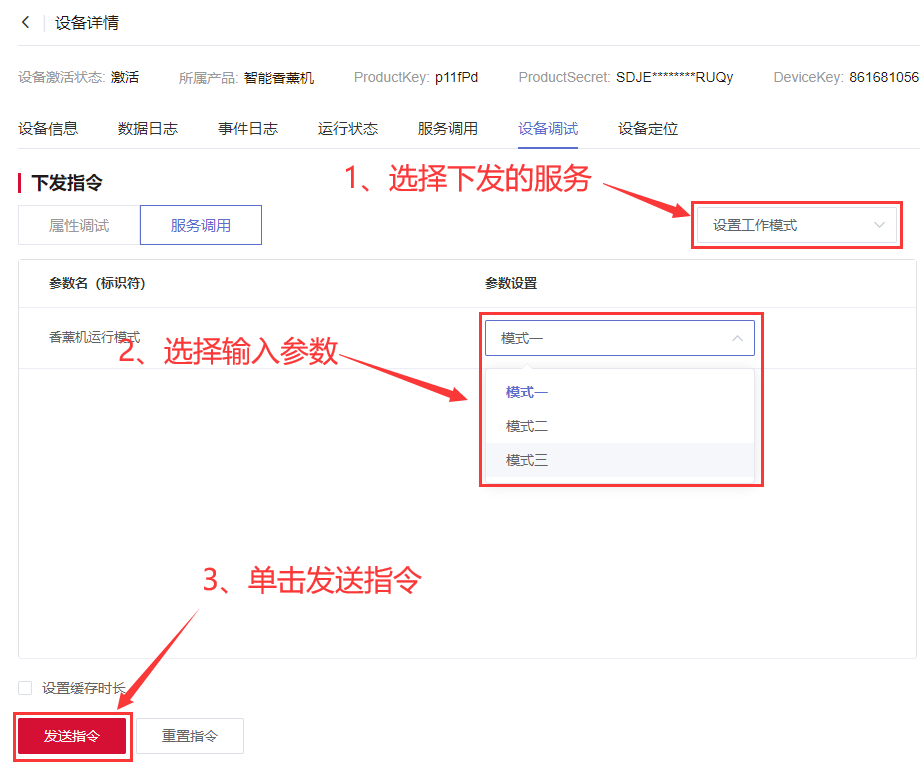 设备详情
设备激活状态: 激活 所属产品: 智能香薰机 ProductKey: p11fPd ProductSecret: SDJE********RUQy DeviceKey: 861681056
设备信息 数据日志 事件日志 运行状态 服务调用 设备调试 设备定位
下发指令
1、选择下发的服务
属性调试 服务调用 设置工作模式
参数名（标识符） 参数设置
香薰机运行模式 模式一
2、选择输入参数
模式一
模式二
模式三
3、单击发送指令
设置缓存时长
发送指令 重置指令